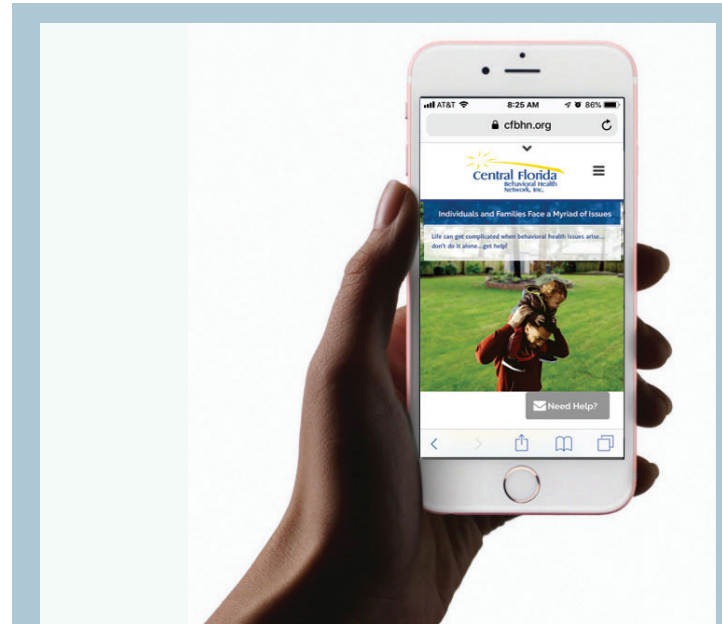 AT&T 8:25 AM 86%
cfbhn.org
Central Florida
Behavioral Health
Network, Inc.
Individuals and Families Face a Myriad of Issues
Life can get complicated when behavioral health issues arise...
don't do it alone...get help!
Need Help?